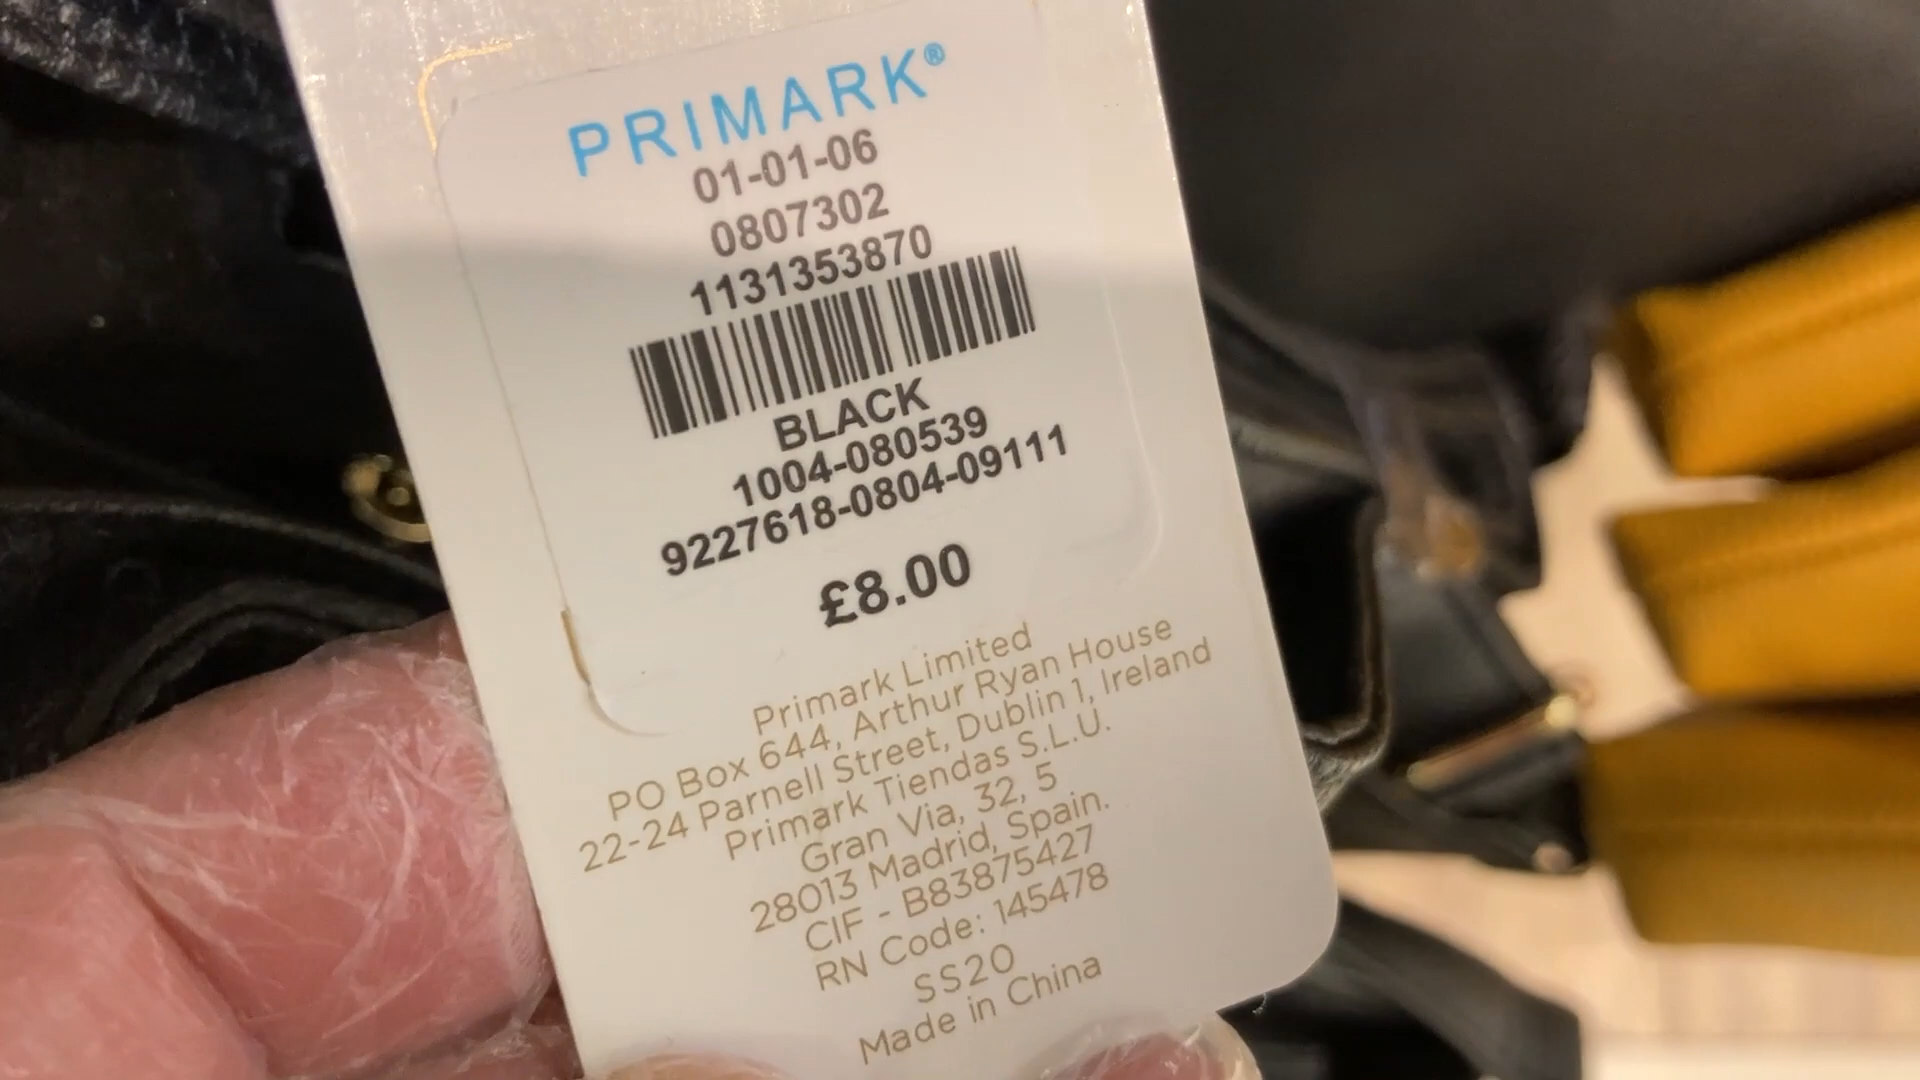 PRIMARK®
01-01-06
0807302
1131353870
BLACK
1004-080539
9227618-0804-09111
£8.00
Primark Limited
PO Box 644, Arthur Ryan House
22-24 Parnell Street, Dublin 1, Ireland
Primark Tiendas S.L.U.
Gran Via, 32, 5
28013 Madrid, Spain.
CIF - B83875427
RN Code: 145478
SS20
Made in China